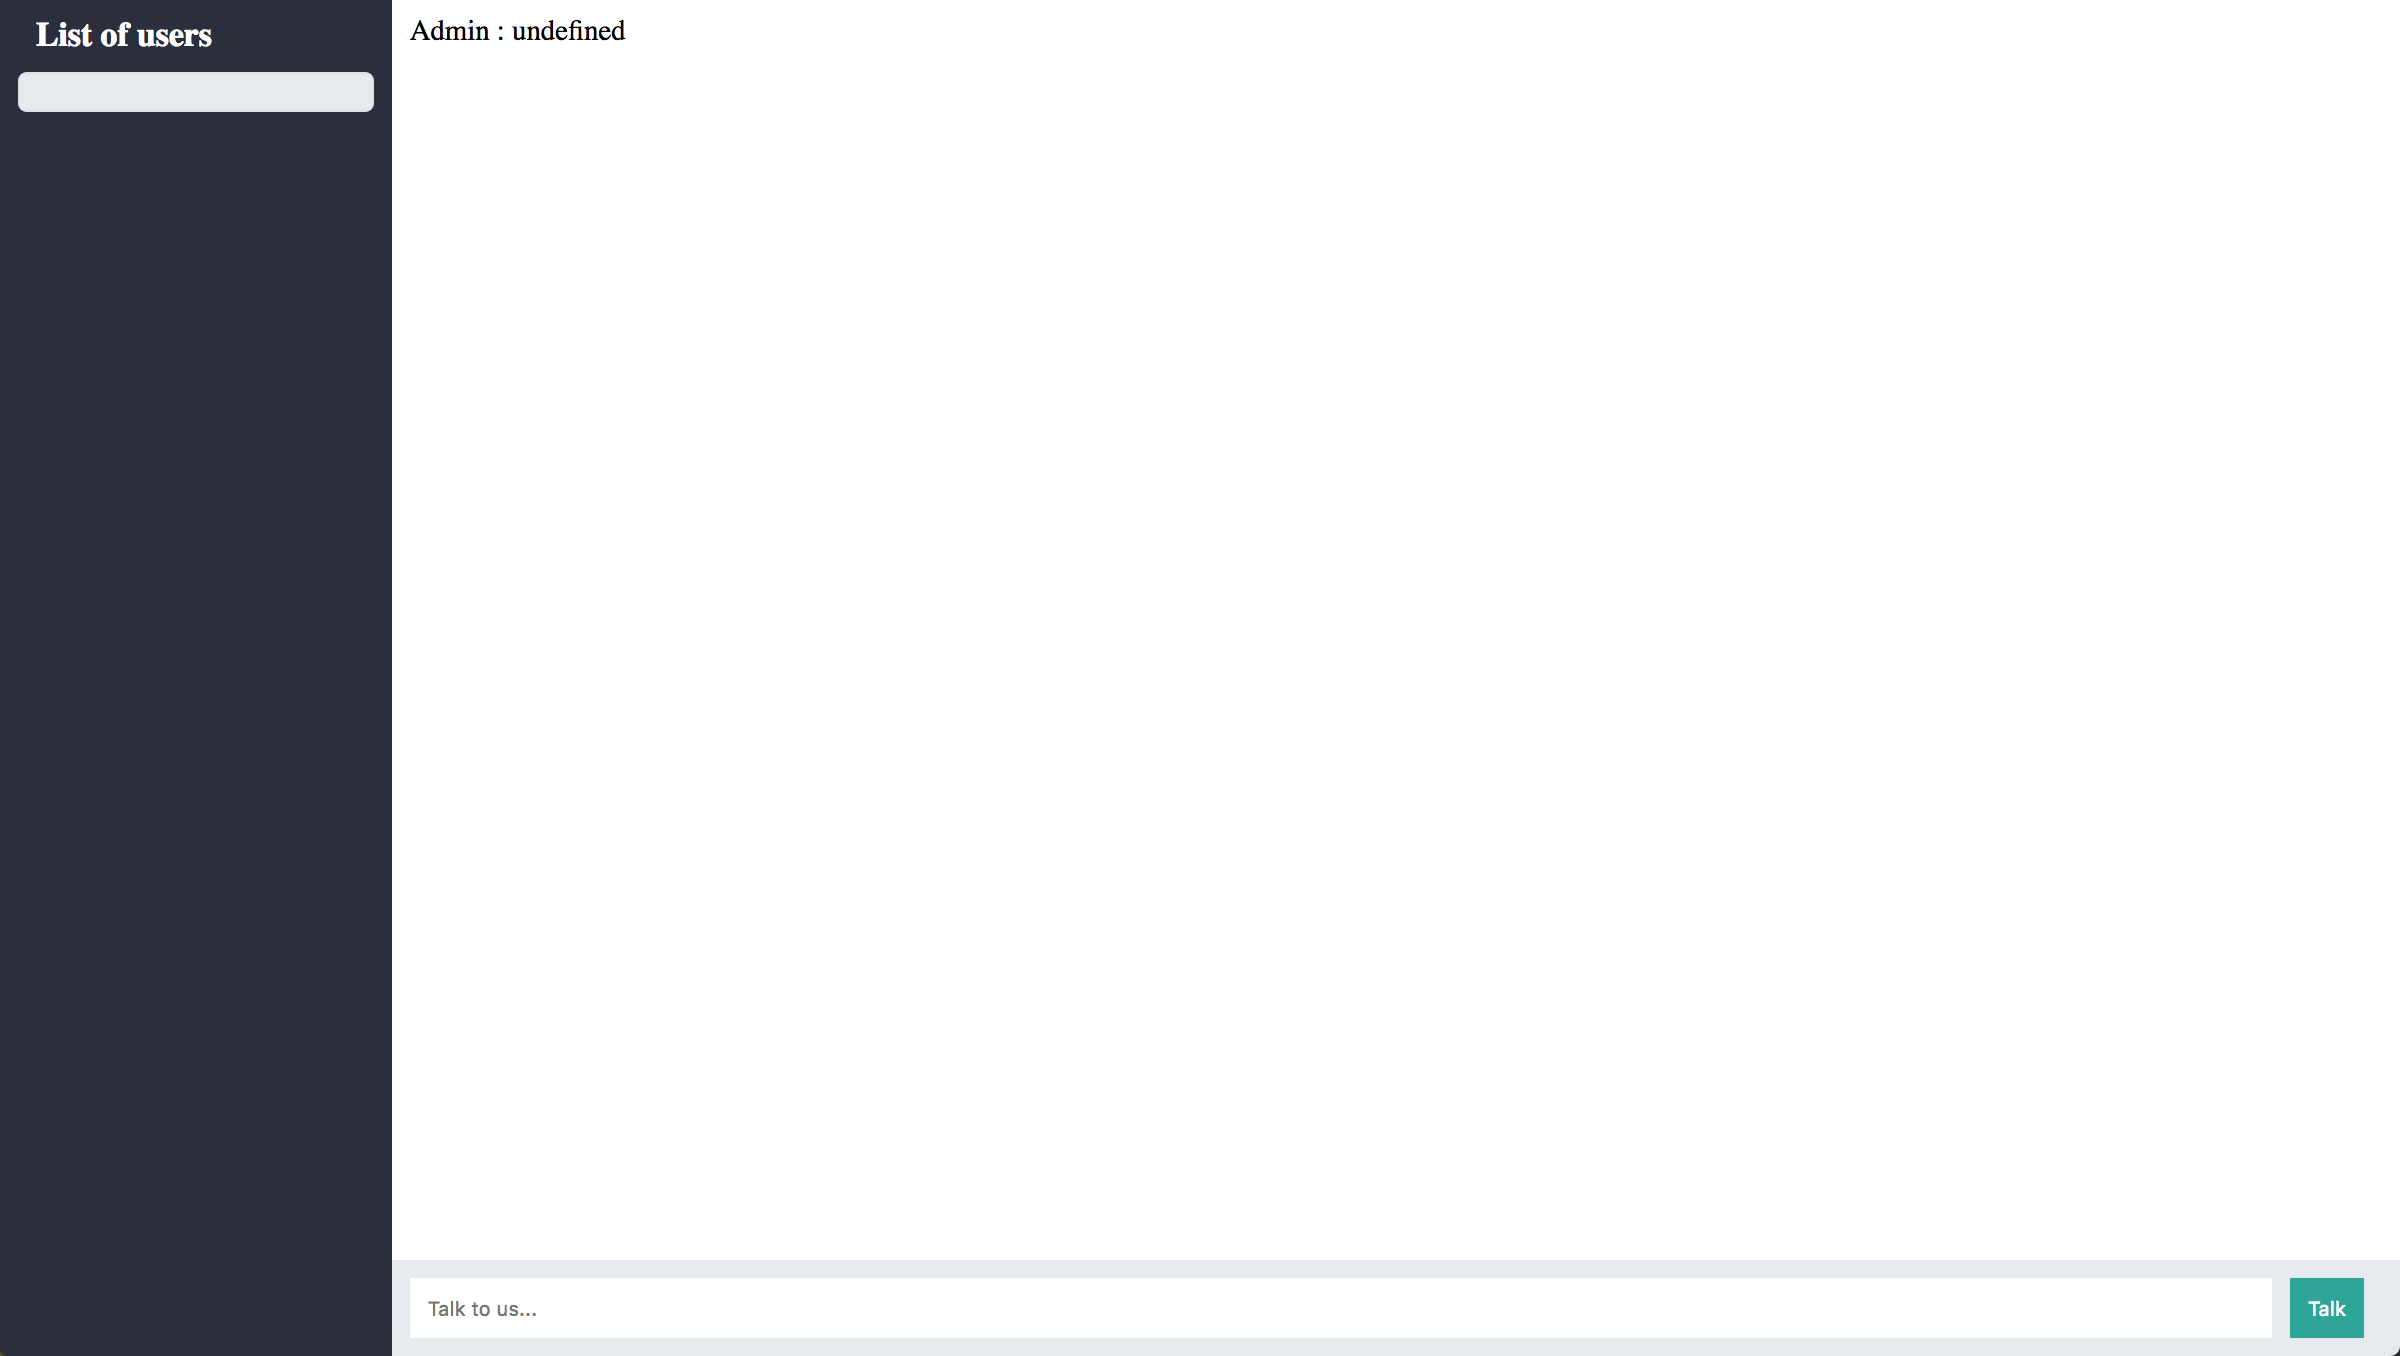 List of users
Admin : undefined
Talk to us...
Talk